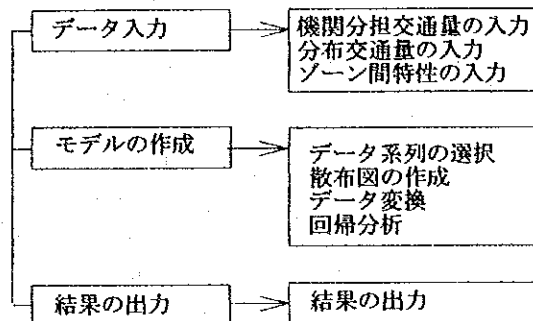 データ入力
機関分担交通量の入力
分布交通量の入力
ゾーン間特性の入力
モデルの作成
データ系列の選択
散布図の作成
データ変換
回帰分析
結果の出力
結果の出力